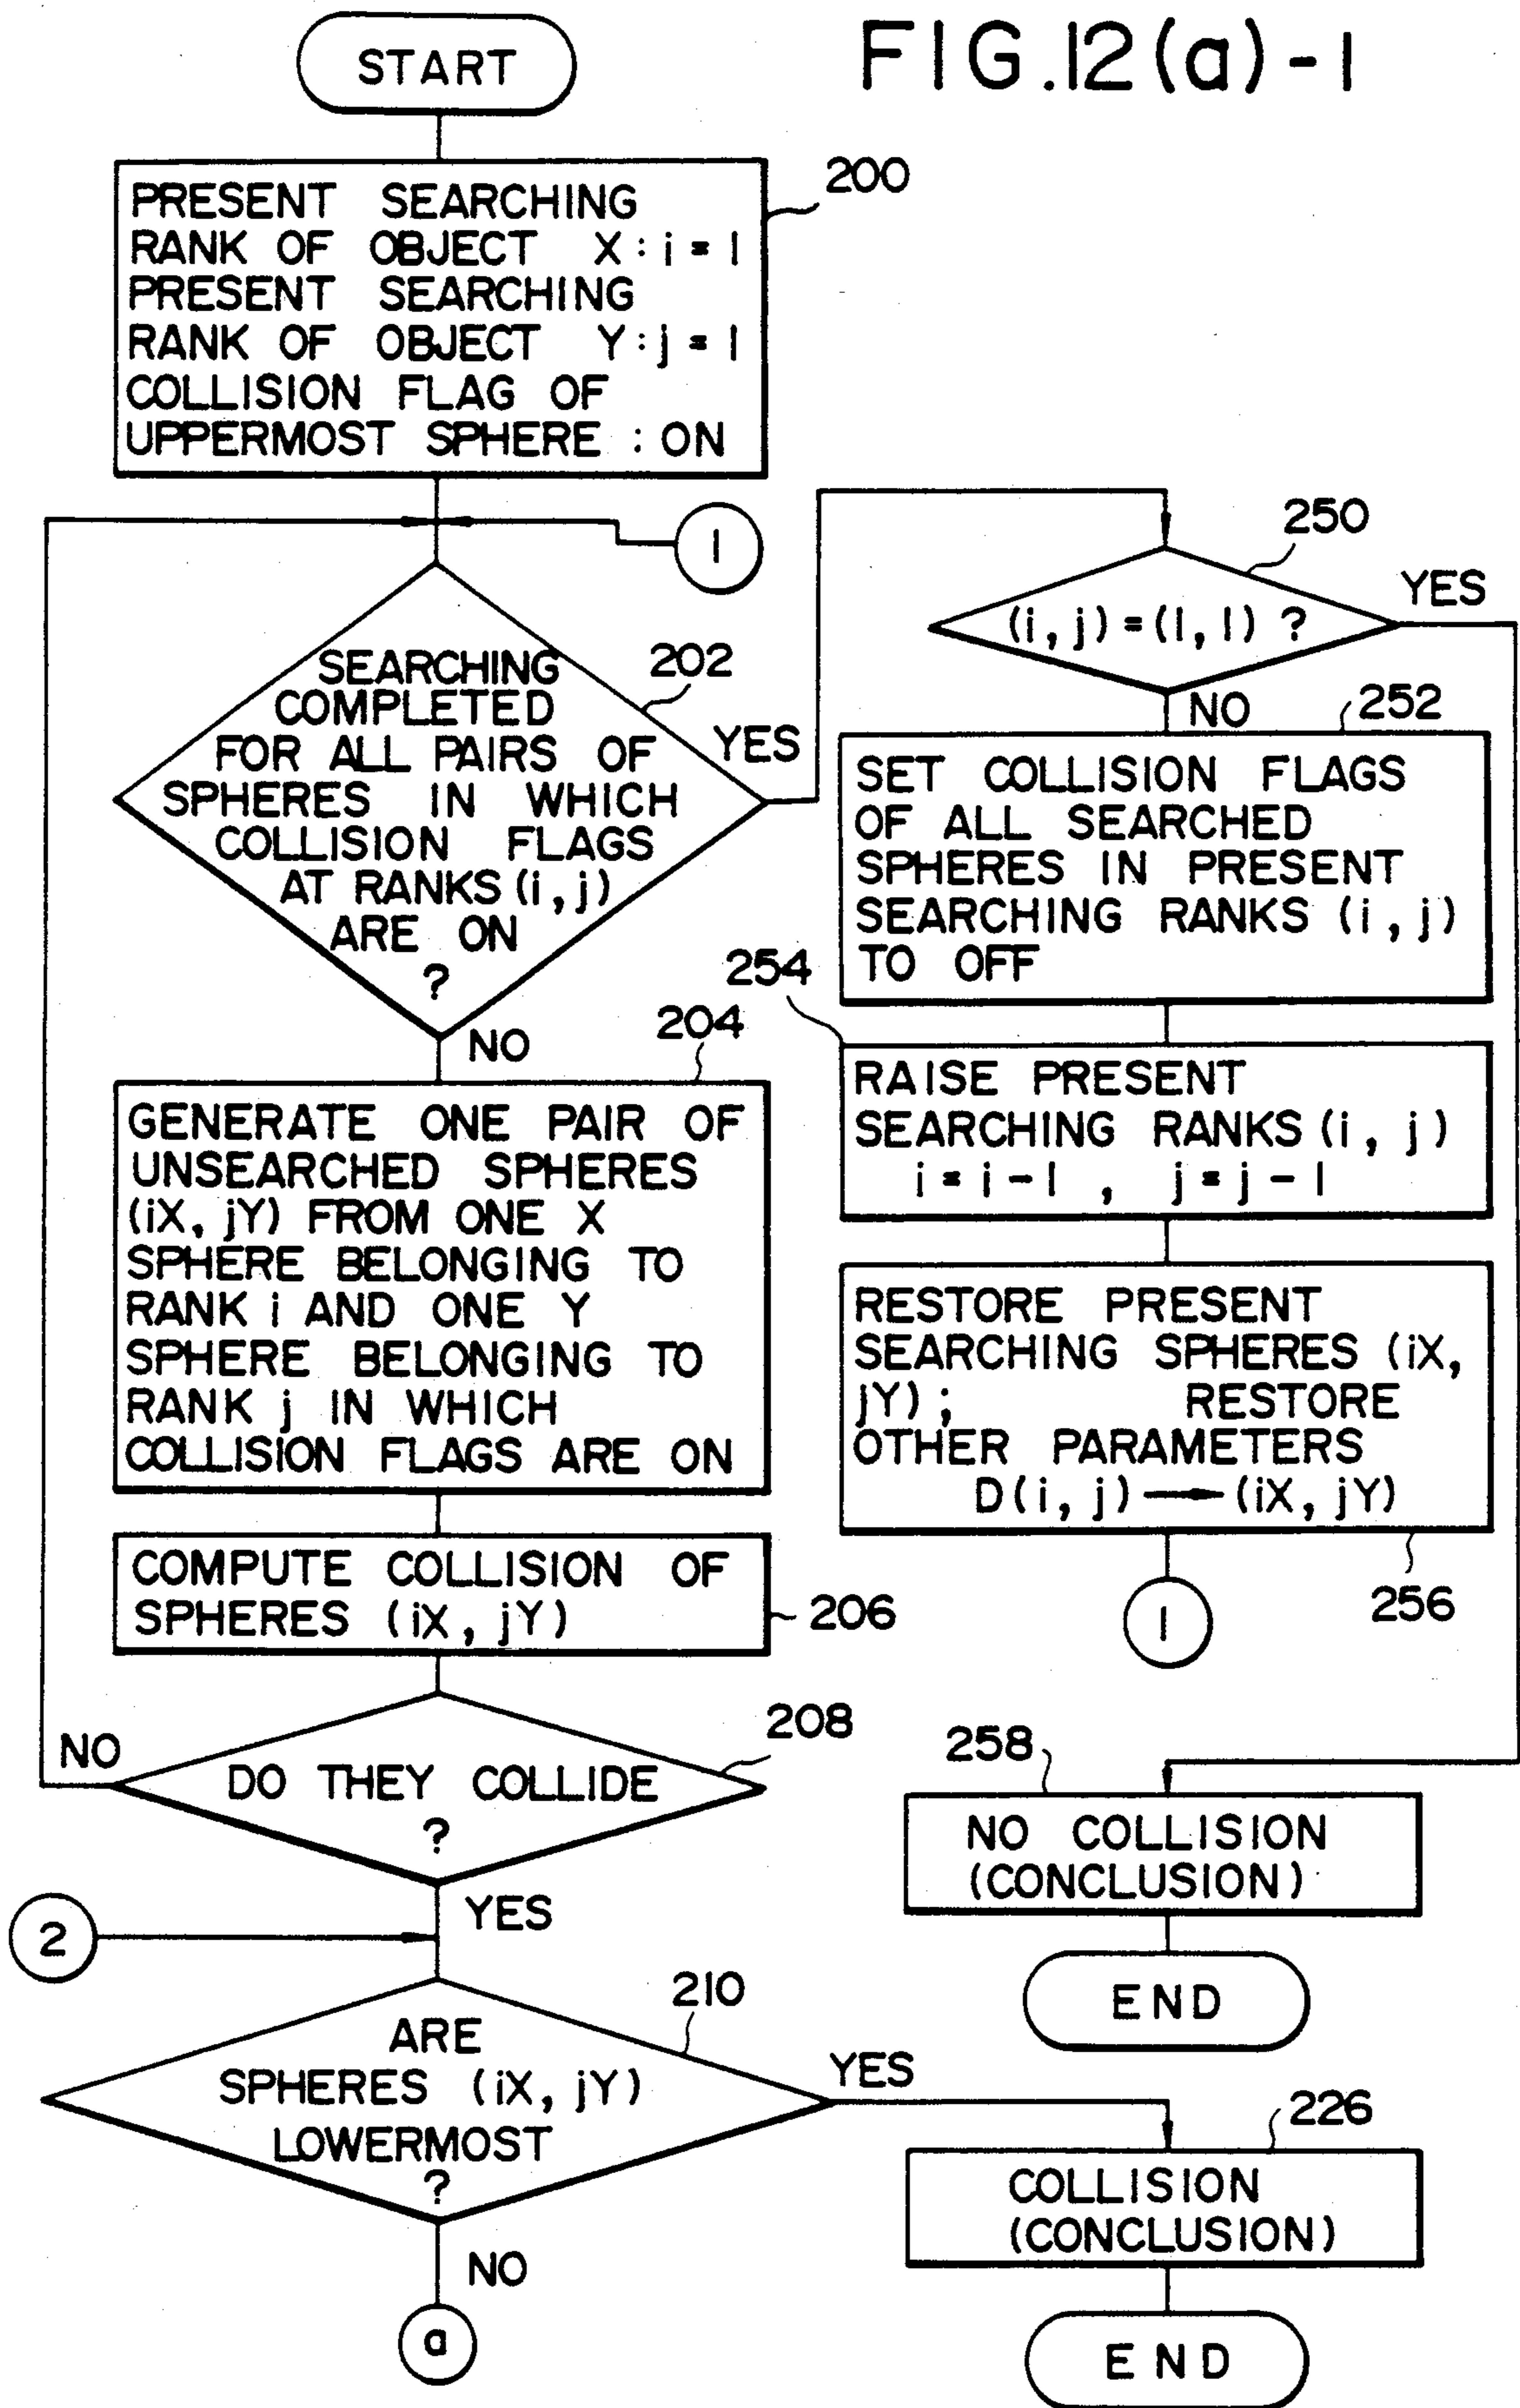 FIG.12(a)-1
START
200
PRESENT SEARCHING
RANK OF OBJECT X : i = 1
PRESENT SEARCHING
RANK OF OBJECT Y : j = 1
COLLISION FLAG OF
UPPERMOST SPHERE : ON
1
202
SEARCHING
COMPLETED
FOR ALL PAIRS OF
SPHERES IN WHICH
COLLISION FLAGS
AT RANKS (i, j)
ARE ON
?
YES
NO
204
GENERATE ONE PAIR OF
UNSEARCHED SPHERES
(iX, jY) FROM ONE X
SPHERE BELONGING TO
RANK i AND ONE Y
SPHERE BELONGING TO
RANK j IN WHICH
COLLISION FLAGS ARE ON
COMPUTE COLLISION OF
SPHERES (iX, jY)
206
208
NO
DO THEY COLLIDE
?
YES
2
210
ARE
SPHERES (iX, jY)
LOWERMOST
?
YES
NO
a
250
(i, j) = (1, 1) ?
YES
NO
252
SET COLLISION FLAGS
OF ALL SEARCHED
SPHERES IN PRESENT
SEARCHING RANKS (i, j)
TO OFF
254
RAISE PRESENT
SEARCHING RANKS (i, j)
i = i - 1 , j = j - 1
RESTORE PRESENT
SEARCHING SPHERES (iX,
jY) ; RESTORE
OTHER PARAMETERS
D(i, j) → (iX, jY)
256
1
258
NO COLLISION
(CONCLUSION)
END
226
COLLISION
(CONCLUSION)
END